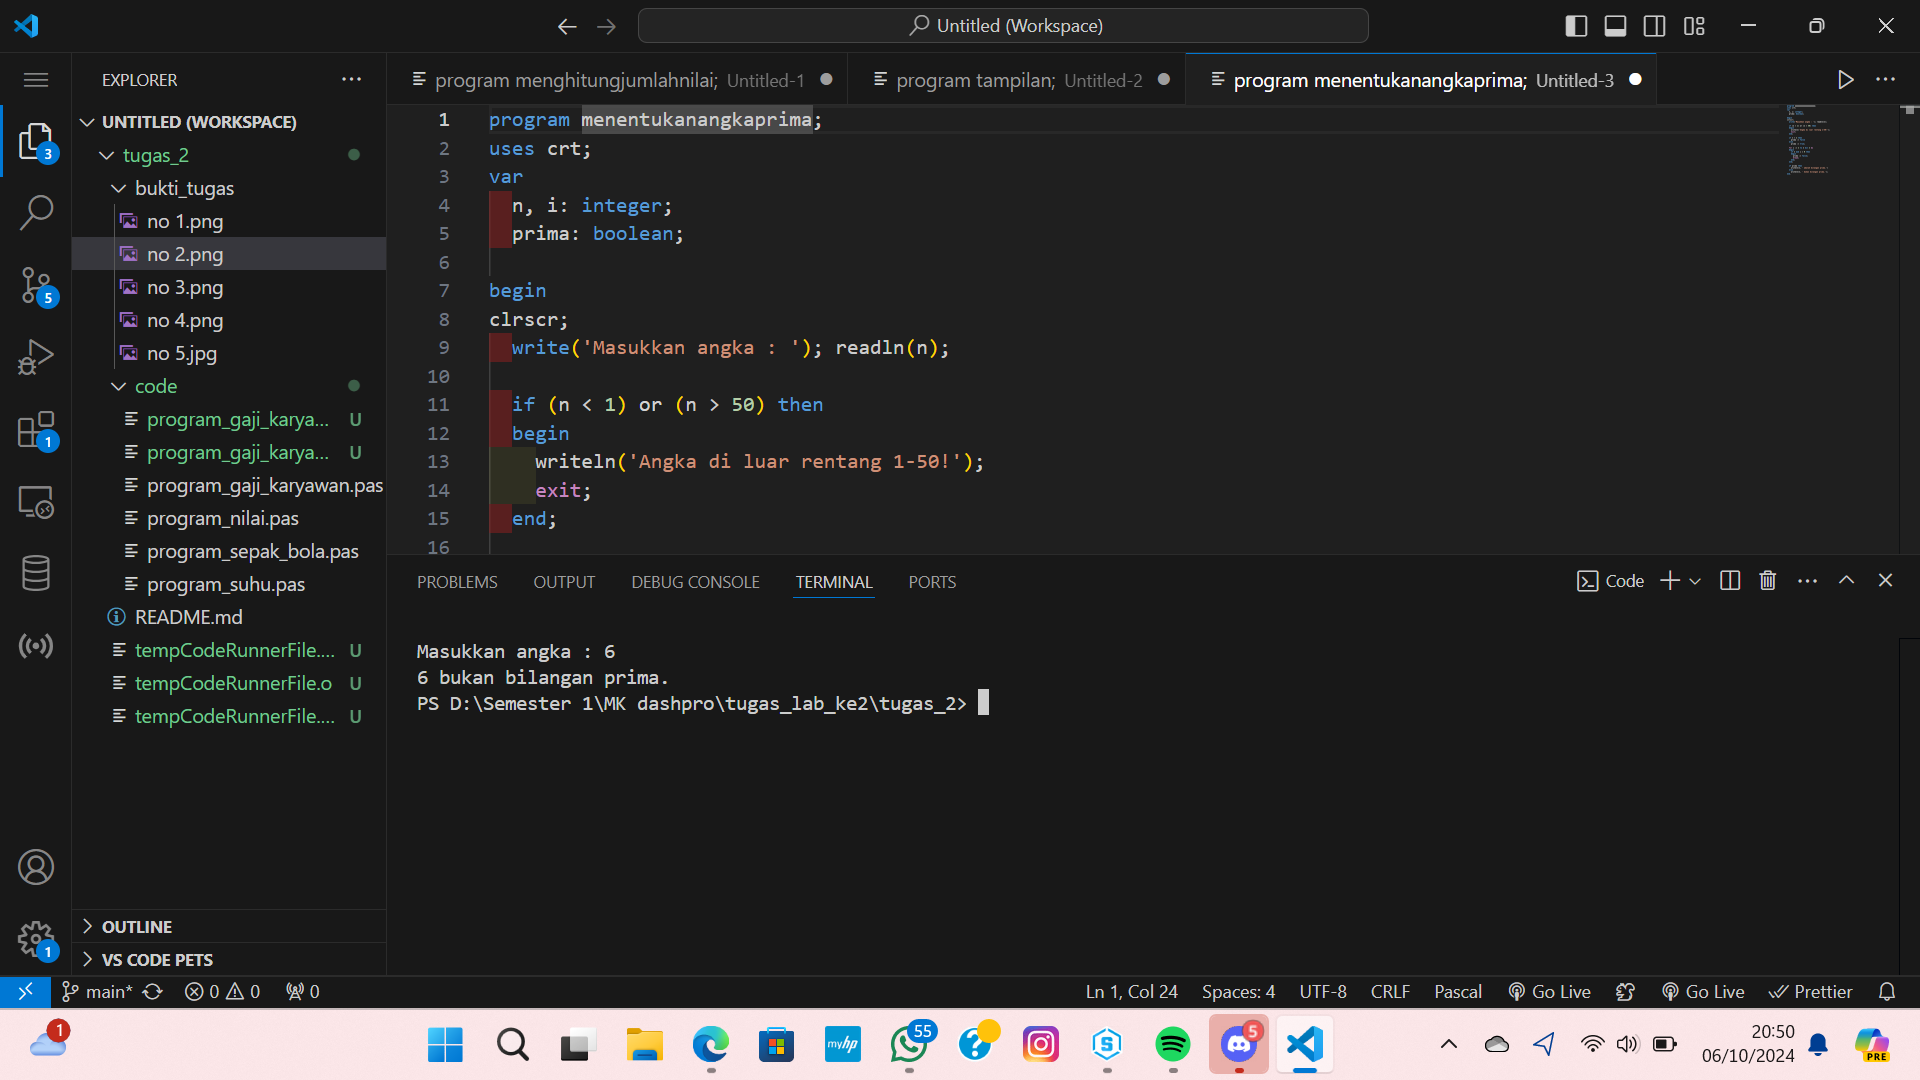 Untitled (Workspace)
EXPLORER
UNTITLED (WORKSPACE)
tugas_2
bukti_tugas
no 1.png
no 2.png
no 3.png
no 4.png
no 5.jpg
code
program_gaji_karya... U
program_gaji_karya... U
program_gaji_karyawan.pas
program_nilai.pas
program_sepak_bola.pas
program_suhu.pas
README.md
tempCodeRunnerFile.... U
tempCodeRunnerFile.o U
tempCodeRunnerFile.... U
OUTLINE
VS CODE PETS
3
5
1
1
program menghitungjumlahnilai; Untitled-1
program tampilan; Untitled-2
program menentukanangkaprima; Untitled-3
1 program menentukanangkaprima;
2 uses crt;
3 var
4 n, i: integer;
5 prima: boolean;
6
7 begin
8 clrscr;
9 write('Masukkan angka : '); readln(n);
10
11 if (n < 1) or (n > 50) then
12 begin
13 writeln('Angka di luar rentang 1-50!');
14 exit;
15 end;
16
PROBLEMS OUTPUT DEBUG CONSOLE TERMINAL PORTS
Code
Masukkan angka : 6
6 bukan bilangan prima.
PS D:\Semester 1\MK dashpro\tugas_lab_ke2\tugas_2>
main* 0 0 0
Ln 1, Col 24 Spaces: 4 UTF-8 CRLF Pascal Go Live Go Live Prettier
1
myhp
55
?
S
5
20:50
06/10/2024
PRE